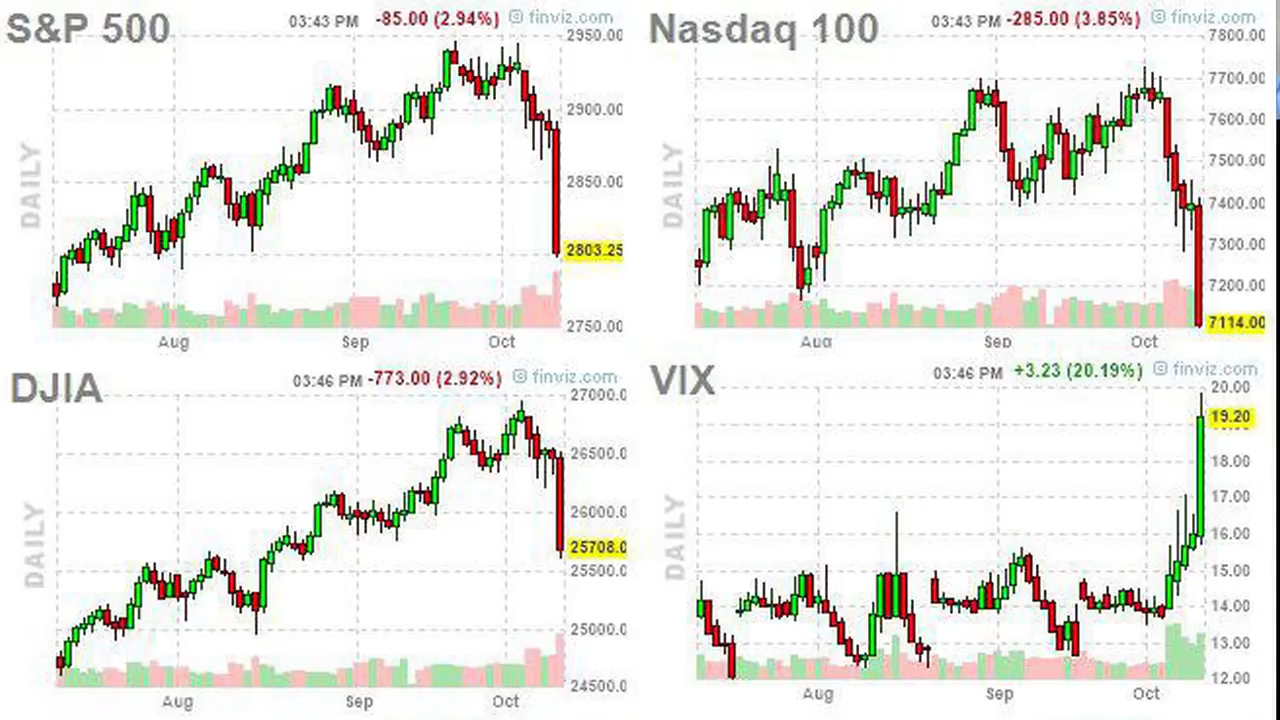 S&P 500
03:43 PM -85.00 (2.94%) finviz.com
2950.00
2900.00
2850.00
2803.25
2750.00
DAILY
Aug Sep Oct
Nasdaq 100
03:43 PM -285.00 (3.85%) finviz.com
7800.00
7700.00
7600.00
7500.00
7400.00
7300.00
7200.00
7114.00
DAILY
Aug Sep Oct
DJIA
03:46 PM -773.00 (2.92%) finviz.com
27000.0
26500.0
26000.0
25708.0
25500.0
25000.0
24500.0
DAILY
Aug Sep Oct
VIX
03:46 PM +3.23 (20.19%) finviz.com
20.00
19.20
18.00
17.00
16.00
15.00
14.00
13.00
12.00
DAILY
Aug Sep Oct